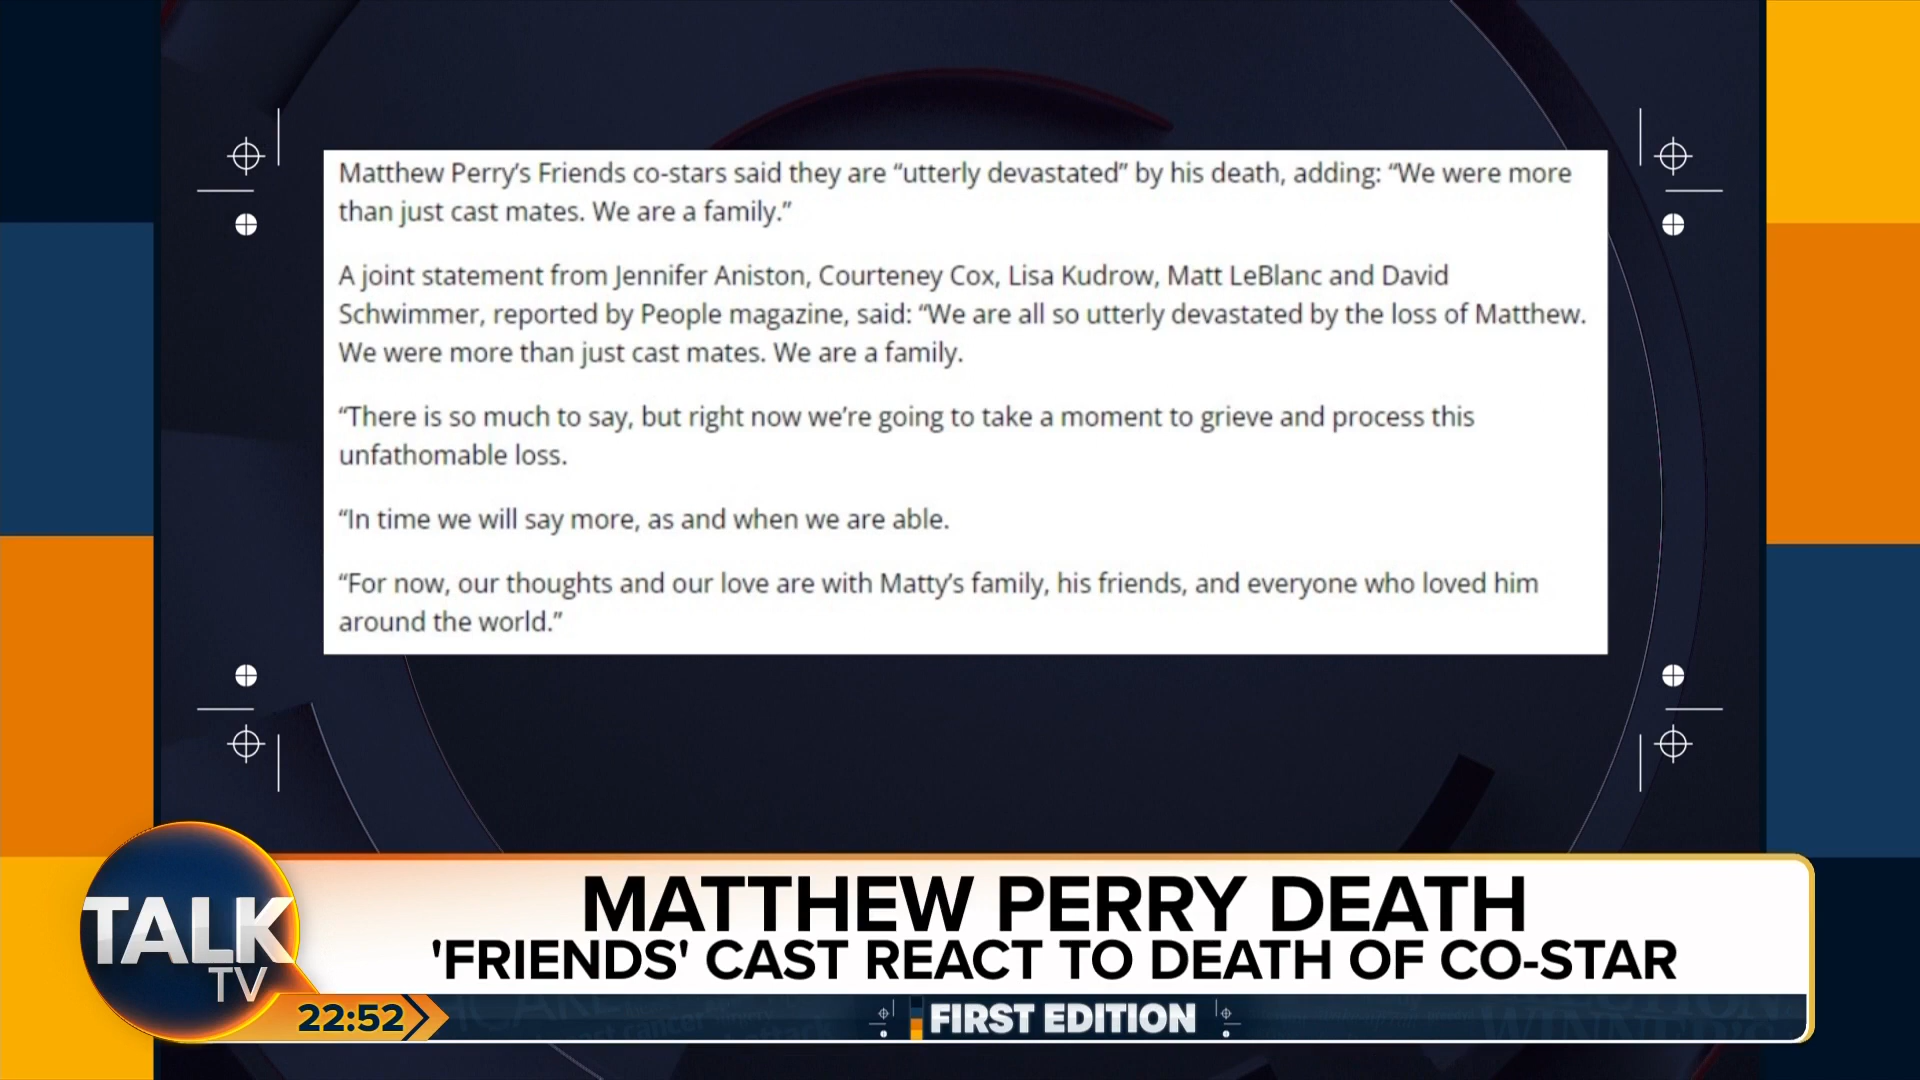 Matthew Perry’s Friends co-stars said they are “utterly devastated” by his death, adding: “We were more
than just cast mates. We are a family.”
A joint statement from Jennifer Aniston, Courteney Cox, Lisa Kudrow, Matt LeBlanc and David
Schwimmer, reported by People magazine, said: “We are all so utterly devastated by the loss of Matthew.
We were more than just cast mates. We are a family.
“There is so much to say, but right now we’re going to take a moment to grieve and process this
unfathomable loss.
“In time we will say more, as and when we are able.
“For now, our thoughts and our love are with Matty’s family, his friends, and everyone who loved him
around the world.”
MATTHEW PERRY DEATH
'FRIENDS' CAST REACT TO DEATH OF CO-STAR
TALK
TV
22:52
FIRST EDITION